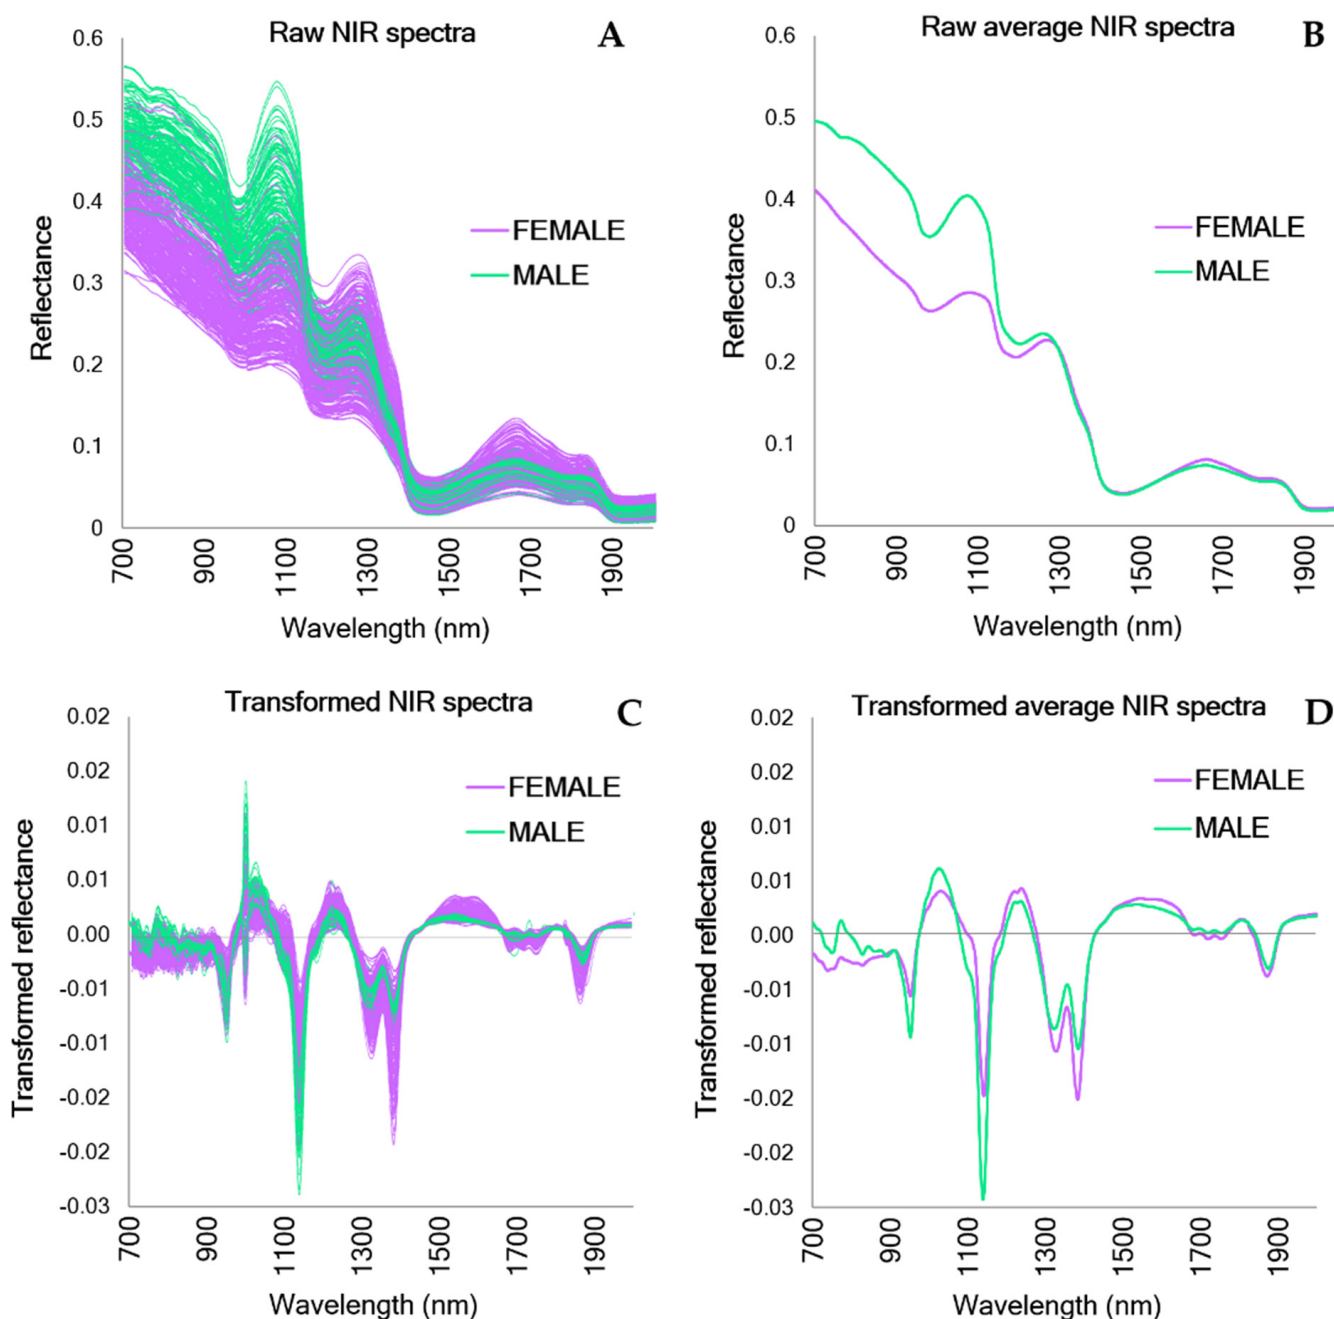 Raw NIR spectra A
0.6
0.5
0.4
0.3
0.2
0.1
0
Reflectance
FEMALE
MALE
700 900 1100 1300 1500 1700 1900
Wavelength (nm)
Raw average NIR spectra B
0.6
0.5
0.4
0.3
0.2
0.1
0
Reflectance
FEMALE
MALE
700 900 1100 1300 1500 1700 1900
Wavelength (nm)
Transformed NIR spectra C
0.02
0.02
0.01
0.01
0.00
-0.01
-0.01
-0.02
-0.02
-0.03
Transformed reflectance
FEMALE
MALE
700 900 1100 1300 1500 1700 1900
Wavelength (nm)
Transformed average NIR spectra D
0.02
0.02
0.01
0.01
0.00
-0.01
-0.01
-0.02
-0.02
-0.03
Transformed reflectance
FEMALE
MALE
700 900 1100 1300 1500 1700 1900
Wavelength (nm)